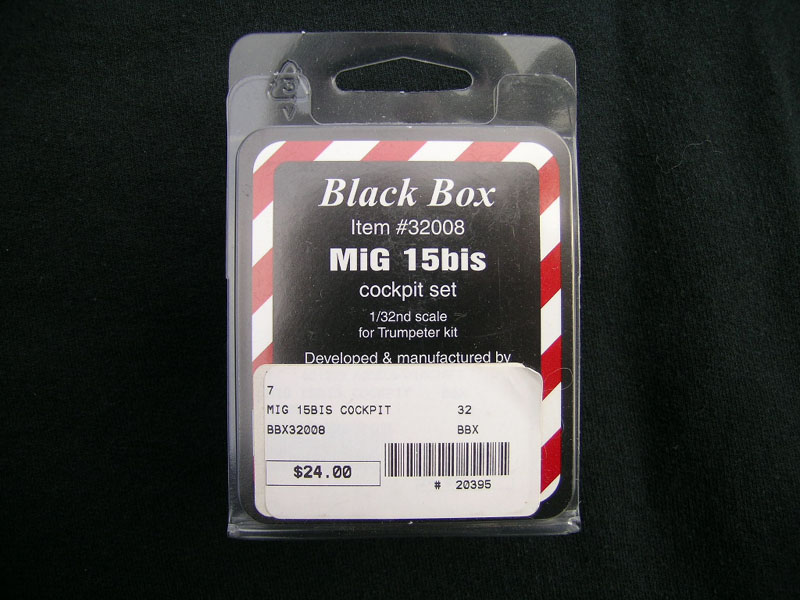 Black Box
Item #32008
MiG 15bis
cockpit set
1/32nd scale
for Trumpeter kit
Developed & manufactured by
7
MIG 15BIS COCKPIT 32
BBX32008 BBX
$24.00
# 20395